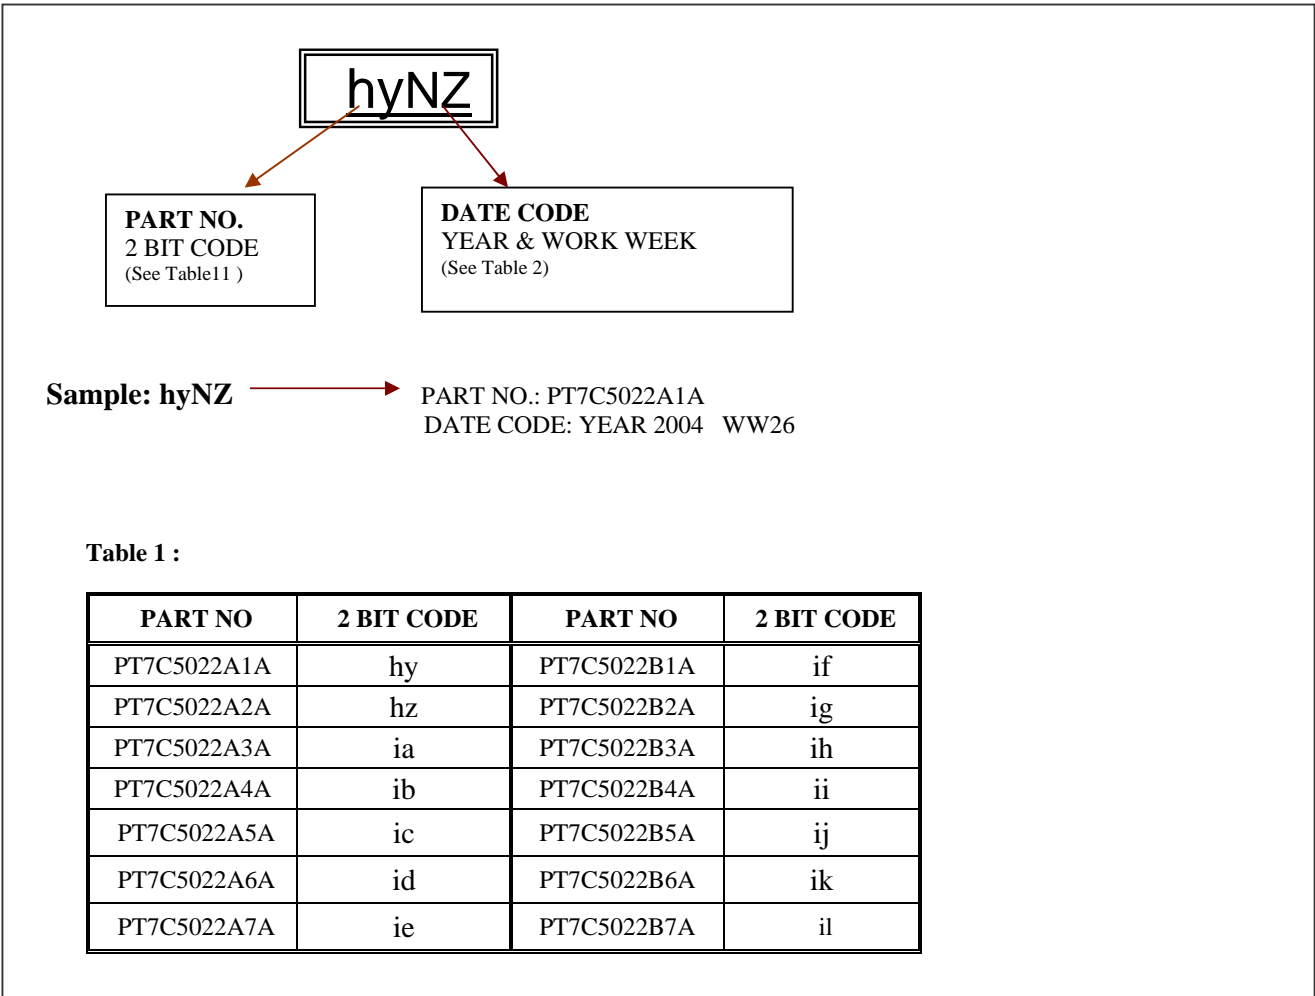 hyNZ
PART NO.
2 BIT CODE
(See Table11 )
DATE CODE
YEAR & WORK WEEK
(See Table 2)
Sample: hyNZ
PART NO.: PT7C5022A1A
DATE CODE: YEAR 2004 WW26
Table 1 :
PART NO 2 BIT CODE PART NO 2 BIT CODE
PT7C5022A1A hy PT7C5022B1A if
PT7C5022A2A hz PT7C5022B2A ig
PT7C5022A3A ia PT7C5022B3A ih
PT7C5022A4A ib PT7C5022B4A ii
PT7C5022A5A ic PT7C5022B5A ij
PT7C5022A6A id PT7C5022B6A ik
PT7C5022A7A ie PT7C5022B7A il